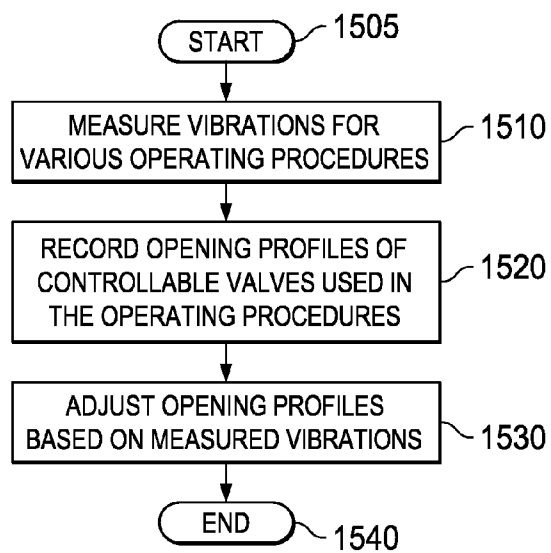 START
1505
MEASURE VIBRATIONS FOR
VARIOUS OPERATING PROCEDURES
1510
RECORD OPENING PROFILES OF
CONTROLLABLE VALVES USED IN
THE OPERATING PROCEDURES
1520
ADJUST OPENING PROFILES
BASED ON MEASURED VIBRATIONS
1530
END
1540